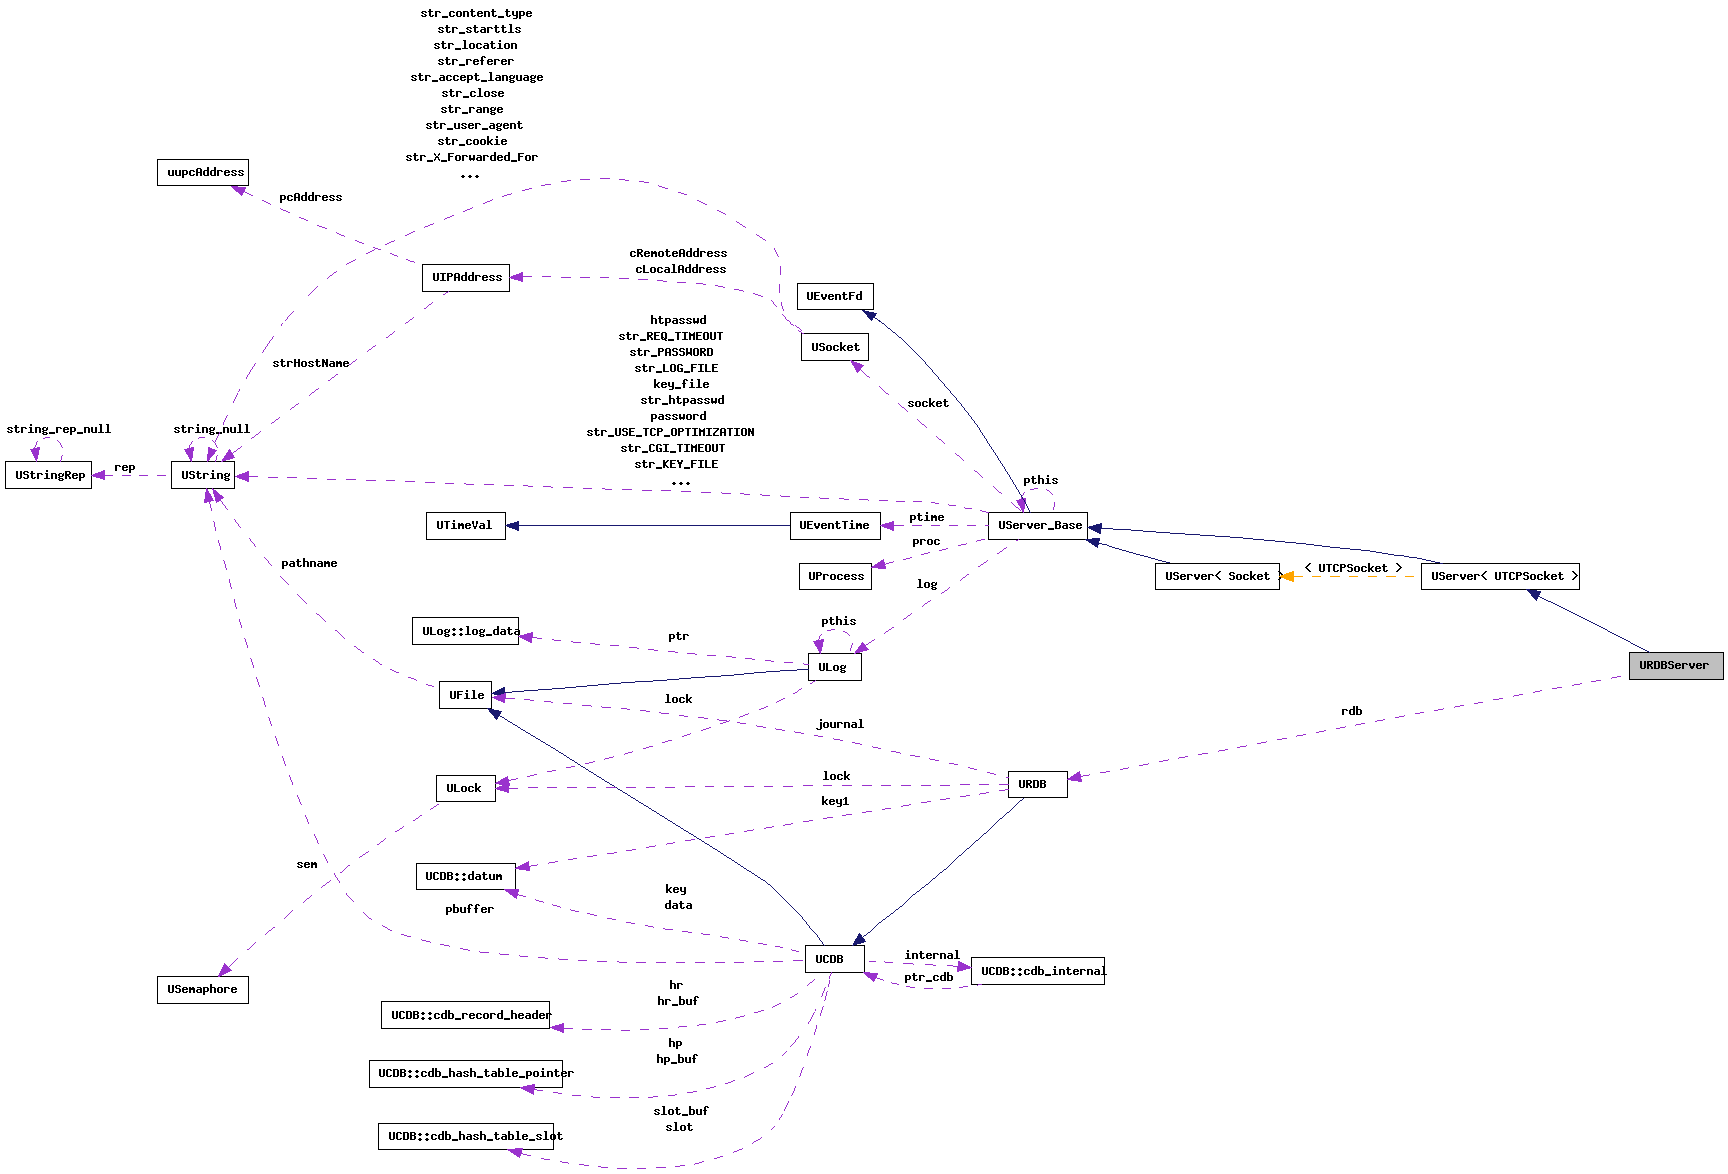 str_content_type
str_starttls
str_location
str_referer
str_accept_language
str_close
str_range
str_user_agent
str_cookie
str_X_Forwarded_For
...
uupcAddress
pcAddress
cRemoteAddress
cLocalAddress
UIPAddress
UEventFd
htpasswd
str_REQ_TIMEOUT
str_PASSWORD
str_LOG_FILE
key_file
str_htpasswd
password
str_USE_TCP_OPTIMIZATION
str_CGI_TIMEOUT
str_KEY_FILE
...
USocket
strHostName
socket
string_rep_null
string_null
UStringRep
rep
UString
pthis
UTimeVal
UEventTime
ptime
UServer_Base
proc
pathname
UProcess
log
UServer< Socket >
< UTCPSocket >
UServer< UTCPSocket >
ULog::log_data
ptr
pthis
ULog
URDBServer
UFile
lock
journal
rdb
ULock
lock
URDB
key1
sem
UCDB::datum
key
data
pbuffer
UCDB
internal
ptr_cdb
UCDB::cdb_internal
USemaphore
hr
hr_buf
UCDB::cdb_record_header
hp
hp_buf
UCDB::cdb_hash_table_pointer
slot_buf
slot
UCDB::cdb_hash_table_slot